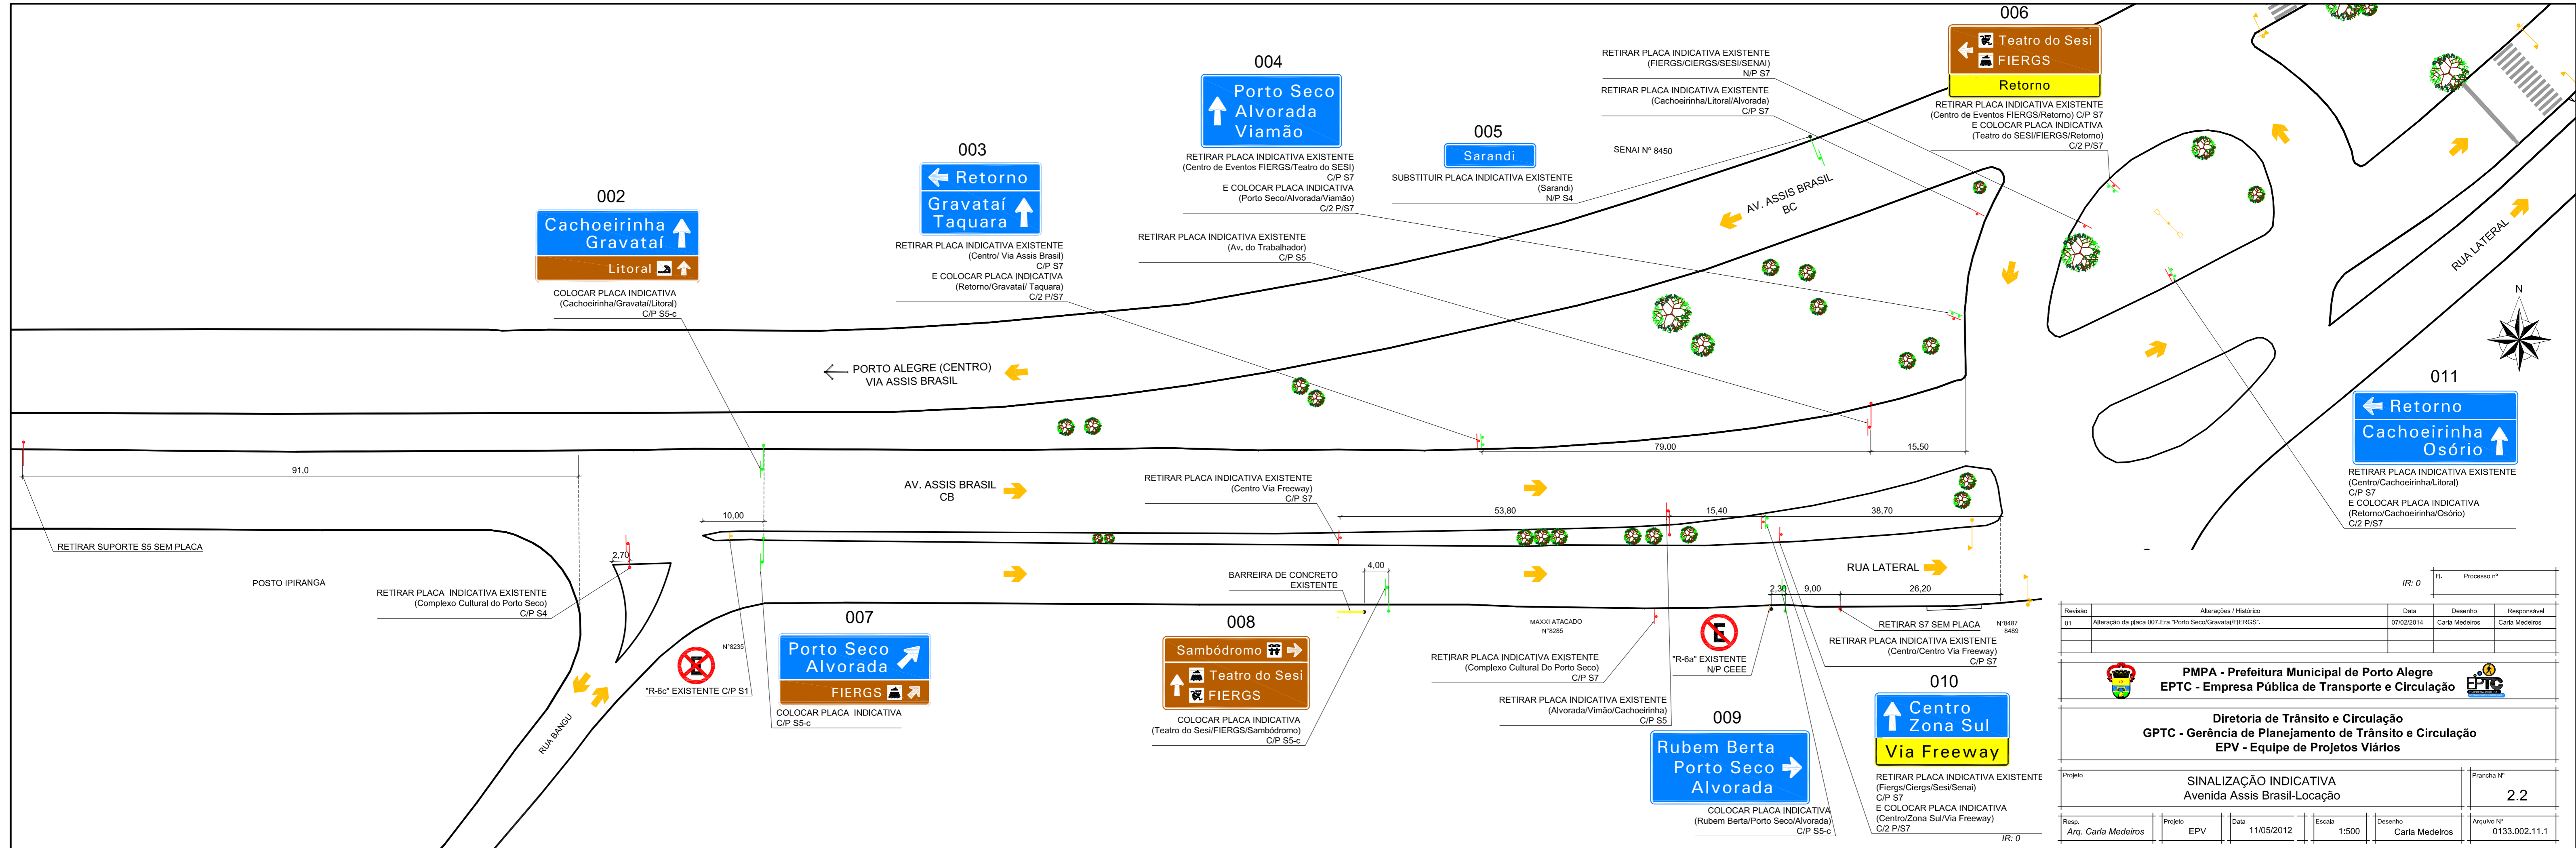 002
Cachoeirinha
Gravataí
Litoral
COLOCAR PLACA INDICATIVA
(Cachoeirinha/Gravataí/Litoral)
C/P S5-c
003
Retorno
Gravataí
Taquara
RETIRAR PLACA INDICATIVA EXISTENTE
(Centro/ Via Assis Brasil)
C/P S7
E COLOCAR PLACA INDICATIVA
(Retorno/Gravataí/ Taquara)
C/2 P/S7
004
Porto Seco
Alvorada
Viamão
RETIRAR PLACA INDICATIVA EXISTENTE
(Centro de Eventos FIERGS/Teatro do SESI)
C/P S7
E COLOCAR PLACA INDICATIVA
(Porto Seco/Alvorada/Viamão)
C/2 P/S7
RETIRAR PLACA INDICATIVA EXISTENTE
(Av. do Trabalhador)
C/P S5
005
Sarandi
SUBSTITUIR PLACA INDICATIVA EXISTENTE
(Sarandi)
N/P S4
RETIRAR PLACA INDICATIVA EXISTENTE
(FIERGS/CIERGS/SESI/SENAI)
N/P S7
RETIRAR PLACA INDICATIVA EXISTENTE
(Cachoeirinha/Litoral/Alvorada)
C/P S7
SENAI Nº 8450
006
Teatro do Sesi
FIERGS
Retorno
RETIRAR PLACA INDICATIVA EXISTENTE
(Centro de Eventos FIERGS/Retorno) C/P S7
E COLOCAR PLACA INDICATIVA
(Teatro do SESI/FIERGS/Retorno)
C/2 P/S7
AV. ASSIS BRASIL
BC
RUA LATERAL
N
PORTO ALEGRE (CENTRO)
VIA ASSIS BRASIL
011
Retorno
Cachoeirinha
Osório
RETIRAR PLACA INDICATIVA EXISTENTE
(Centro/Cachoeirinha/Litoral)
C/P S7
E COLOCAR PLACA INDICATIVA
(Retorno/Cachoeirinha/Osório)
C/2 P/S7
91,0
79,00
15,50
AV. ASSIS BRASIL
CB
RETIRAR PLACA INDICATIVA EXISTENTE
(Centro Via Freeway)
C/P S7
10,00
53,80
15,40
38,70
RETIRAR SUPORTE S5 SEM PLACA
2,70
POSTO IPIRANGA
RETIRAR PLACA INDICATIVA EXISTENTE
(Complexo Cultural do Porto Seco)
C/P S4
BARREIRA DE CONCRETO
EXISTENTE
4,00
RUA LATERAL
2,30
9,00
26,20
RUA BANGU
N°8235
"R-6c" EXISTENTE C/P S1
007
Porto Seco
Alvorada
FIERGS
COLOCAR PLACA INDICATIVA
C/P S5-c
008
Sambódromo
Teatro do Sesi
FIERGS
COLOCAR PLACA INDICATIVA
(Teatro do Sesi/FIERGS/Sambódromo)
C/P S5-c
MAXXI ATACADO
N°8285
RETIRAR PLACA INDICATIVA EXISTENTE
(Complexo Cultural Do Porto Seco)
C/P S7
RETIRAR PLACA INDICATIVA EXISTENTE
(Alvorada/Vimão/Cachoeirinha)
C/P S5
E
"R-6a" EXISTENTE
N/P CEEE
RETIRAR S7 SEM PLACA
N°8487
8489
RETIRAR PLACA INDICATIVA EXISTENTE
(Centro/Centro Via Freeway)
C/P S7
009
Rubem Berta
Porto Seco
Alvorada
COLOCAR PLACA INDICATIVA
(Rubem Berta/Porto Seco/Alvorada)
C/P S5-c
010
Centro
Zona Sul
Via Freeway
RETIRAR PLACA INDICATIVA EXISTENTE
(Fiergs/Ciergs/Sesi/Senai)
C/P S7
E COLOCAR PLACA INDICATIVA
(Centro/Zona Sul/Via Freeway)
C/2 P/S7
IR: 0
IR: 0
Fl. Processo nº
Revisão Alterações / Histórico Data Desenho Responsável
01 Alteração da placa 007.Era "Porto Seco/Gravataí/FIERGS". 07/02/2014 Carla Medeiros Carla Medeiros
PMPA - Prefeitura Municipal de Porto Alegre
EPTC - Empresa Pública de Transporte e Circulação
EPTC
Diretoria de Trânsito e Circulação
GPTC - Gerência de Planejamento de Trânsito e Circulação
EPV - Equipe de Projetos Viários
Projeto
SINALIZAÇÃO INDICATIVA
Avenida Assis Brasil-Locação
Prancha Nº
2.2
Resp.
Arq. Carla Medeiros
Projeto
EPV
Data
11/05/2012
Escala
1:500
Desenho
Carla Medeiros
Arquivo Nº
0133.002.11.1